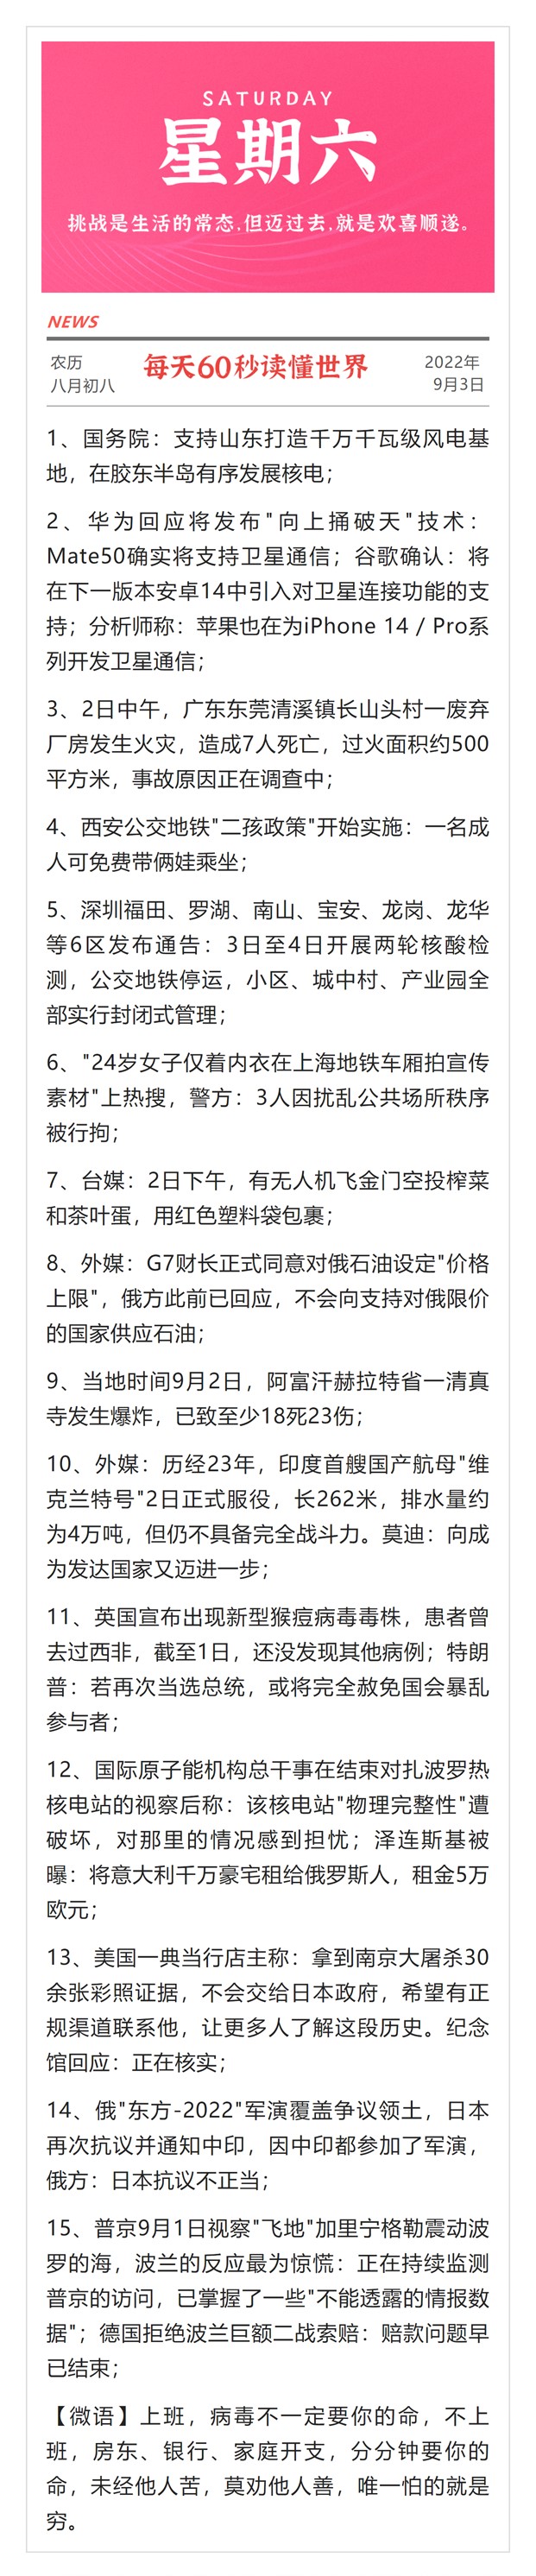 SATURDAY
星期六
挑战是生活的常态,但迈过去,就是欢喜顺遂。
NEWS
农历
八月初八
每天60秒读懂世界
2022年
9月3日
1、国务院：支持山东打造千万千瓦级风电基
地，在胶东半岛有序发展核电；
2、华为回应将发布"向上捅破天"技术：
Mate50确实将支持卫星通信；谷歌确认：将
在下一版本安卓14中引入对卫星连接功能的支
持；分析师称：苹果也在为iPhone 14 / Pro系
列开发卫星通信；
3、2日中午，广东东莞清溪镇长山头村一废弃
厂房发生火灾，造成7人死亡，过火面积约500
平方米，事故原因正在调查中；
4、西安公交地铁"二孩政策"开始实施：一名成
人可免费带俩娃乘坐；
5、深圳福田、罗湖、南山、宝安、龙岗、龙华
等6区发布通告：3日至4日开展两轮核酸检
测，公交地铁停运，小区、城中村、产业园全
部实行封闭式管理；
6、"24岁女子仅着内衣在上海地铁车厢拍宣传
素材"上热搜，警方：3人因扰乱公共场所秩序
被行拘；
7、台媒：2日下午，有无人机飞金门空投榨菜
和茶叶蛋，用红色塑料袋包裹；
8、外媒：G7财长正式同意对俄石油设定"价格
上限"，俄方此前已回应，不会向支持对俄限价
的国家供应石油；
9、当地时间9月2日，阿富汗赫拉特省一清真
寺发生爆炸，已致至少18死23伤；
10、外媒：历经23年，印度首艘国产航母"维
克兰特号"2日正式服役，长262米，排水量约
为4万吨，但仍不具备完全战斗力。莫迪：向成
为发达国家又迈进一步；
11、英国宣布出现新型猴痘病毒毒株，患者曾
去过西非，截至1日，还没发现其他病例；特朗
普：若再次当选总统，或将完全赦免国会暴乱
参与者；
12、国际原子能机构总干事在结束对扎波罗热
核电站的视察后称：该核电站"物理完整性"遭
破坏，对那里的情况感到担忧；泽连斯基被
曝：将意大利千万豪宅租给俄罗斯人，租金5万
欧元；
13、美国一典当行店主称：拿到南京大屠杀30
余张彩照证据，不会交给日本政府，希望有正
规渠道联系他，让更多人了解这段历史。纪念
馆回应：正在核实；
14、俄"东方-2022"军演覆盖争议领土，日本
再次抗议并通知中印，因中印都参加了军演，
俄方：日本抗议不正当；
15、普京9月1日视察"飞地"加里宁格勒震动波
罗的海，波兰的反应最为惊慌：正在持续监测
普京的访问，已掌握了一些"不能透露的情报数
据"；德国拒绝波兰巨额二战索赔：赔款问题早
已结束；
【微语】上班，病毒不一定要你的命，不上
班，房东、银行、家庭开支，分分钟要你的
命，未经他人苦，莫劝他人善，唯一怕的就是
穷。